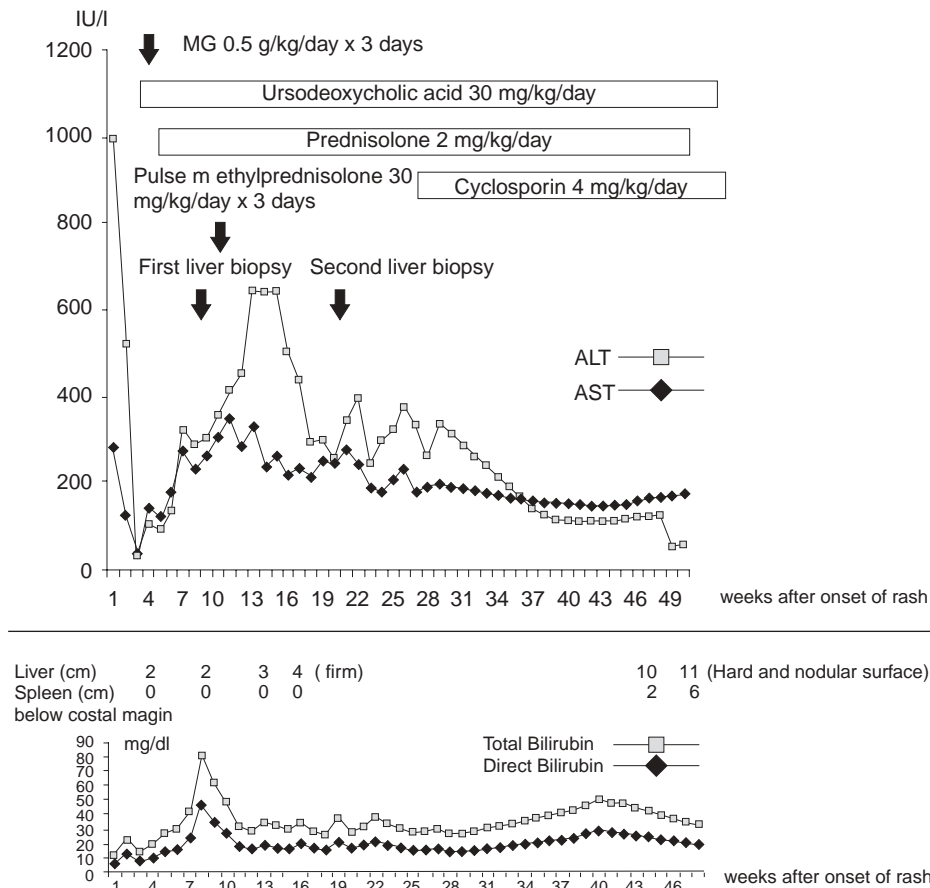 IU/l
MG 0.5 g/kg/day x 3 days
1200
Ursodeoxycholic acid 30 mg/kg/day
1000
Prednisolone 2 mg/kg/day
Pulse m ethylprednisolone 30
mg/kg/day x 3 days
Cyclosporin 4 mg/kg/day
800
First liver biopsy Second liver biopsy
600
ALT
AST
400
200
0
1 4 7 10 13 16 19 22 25 28 31 34 37 40 43 46 49 weeks after onset of rash
Liver (cm) 2 2 3 4 ( firm) 10 11 (Hard and nodular surface)
Spleen (cm) 0 0 0 0 2 6
below costal magin
90 mg/dl
80
70
60
50
40
30
20
10
0
Total Bilirubin
Direct Bilirubin
1 4 7 10 13 16 19 22 25 28 31 34 37 40 43 46 weeks after onset of rash